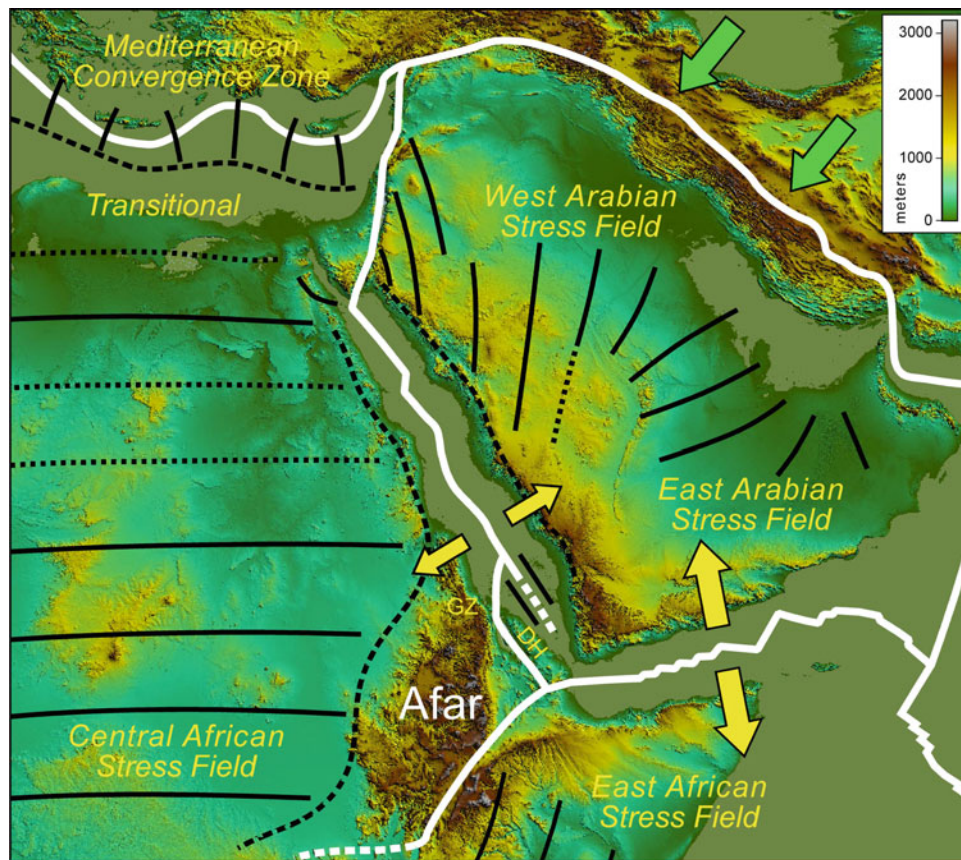 Mediterranean
Convergence Zone
3000
2000
1000
0
meters
Transitional
West Arabian
Stress Field
East Arabian
Stress Field
GZ
DH
Afar
Central African
Stress Field
East African
Stress Field